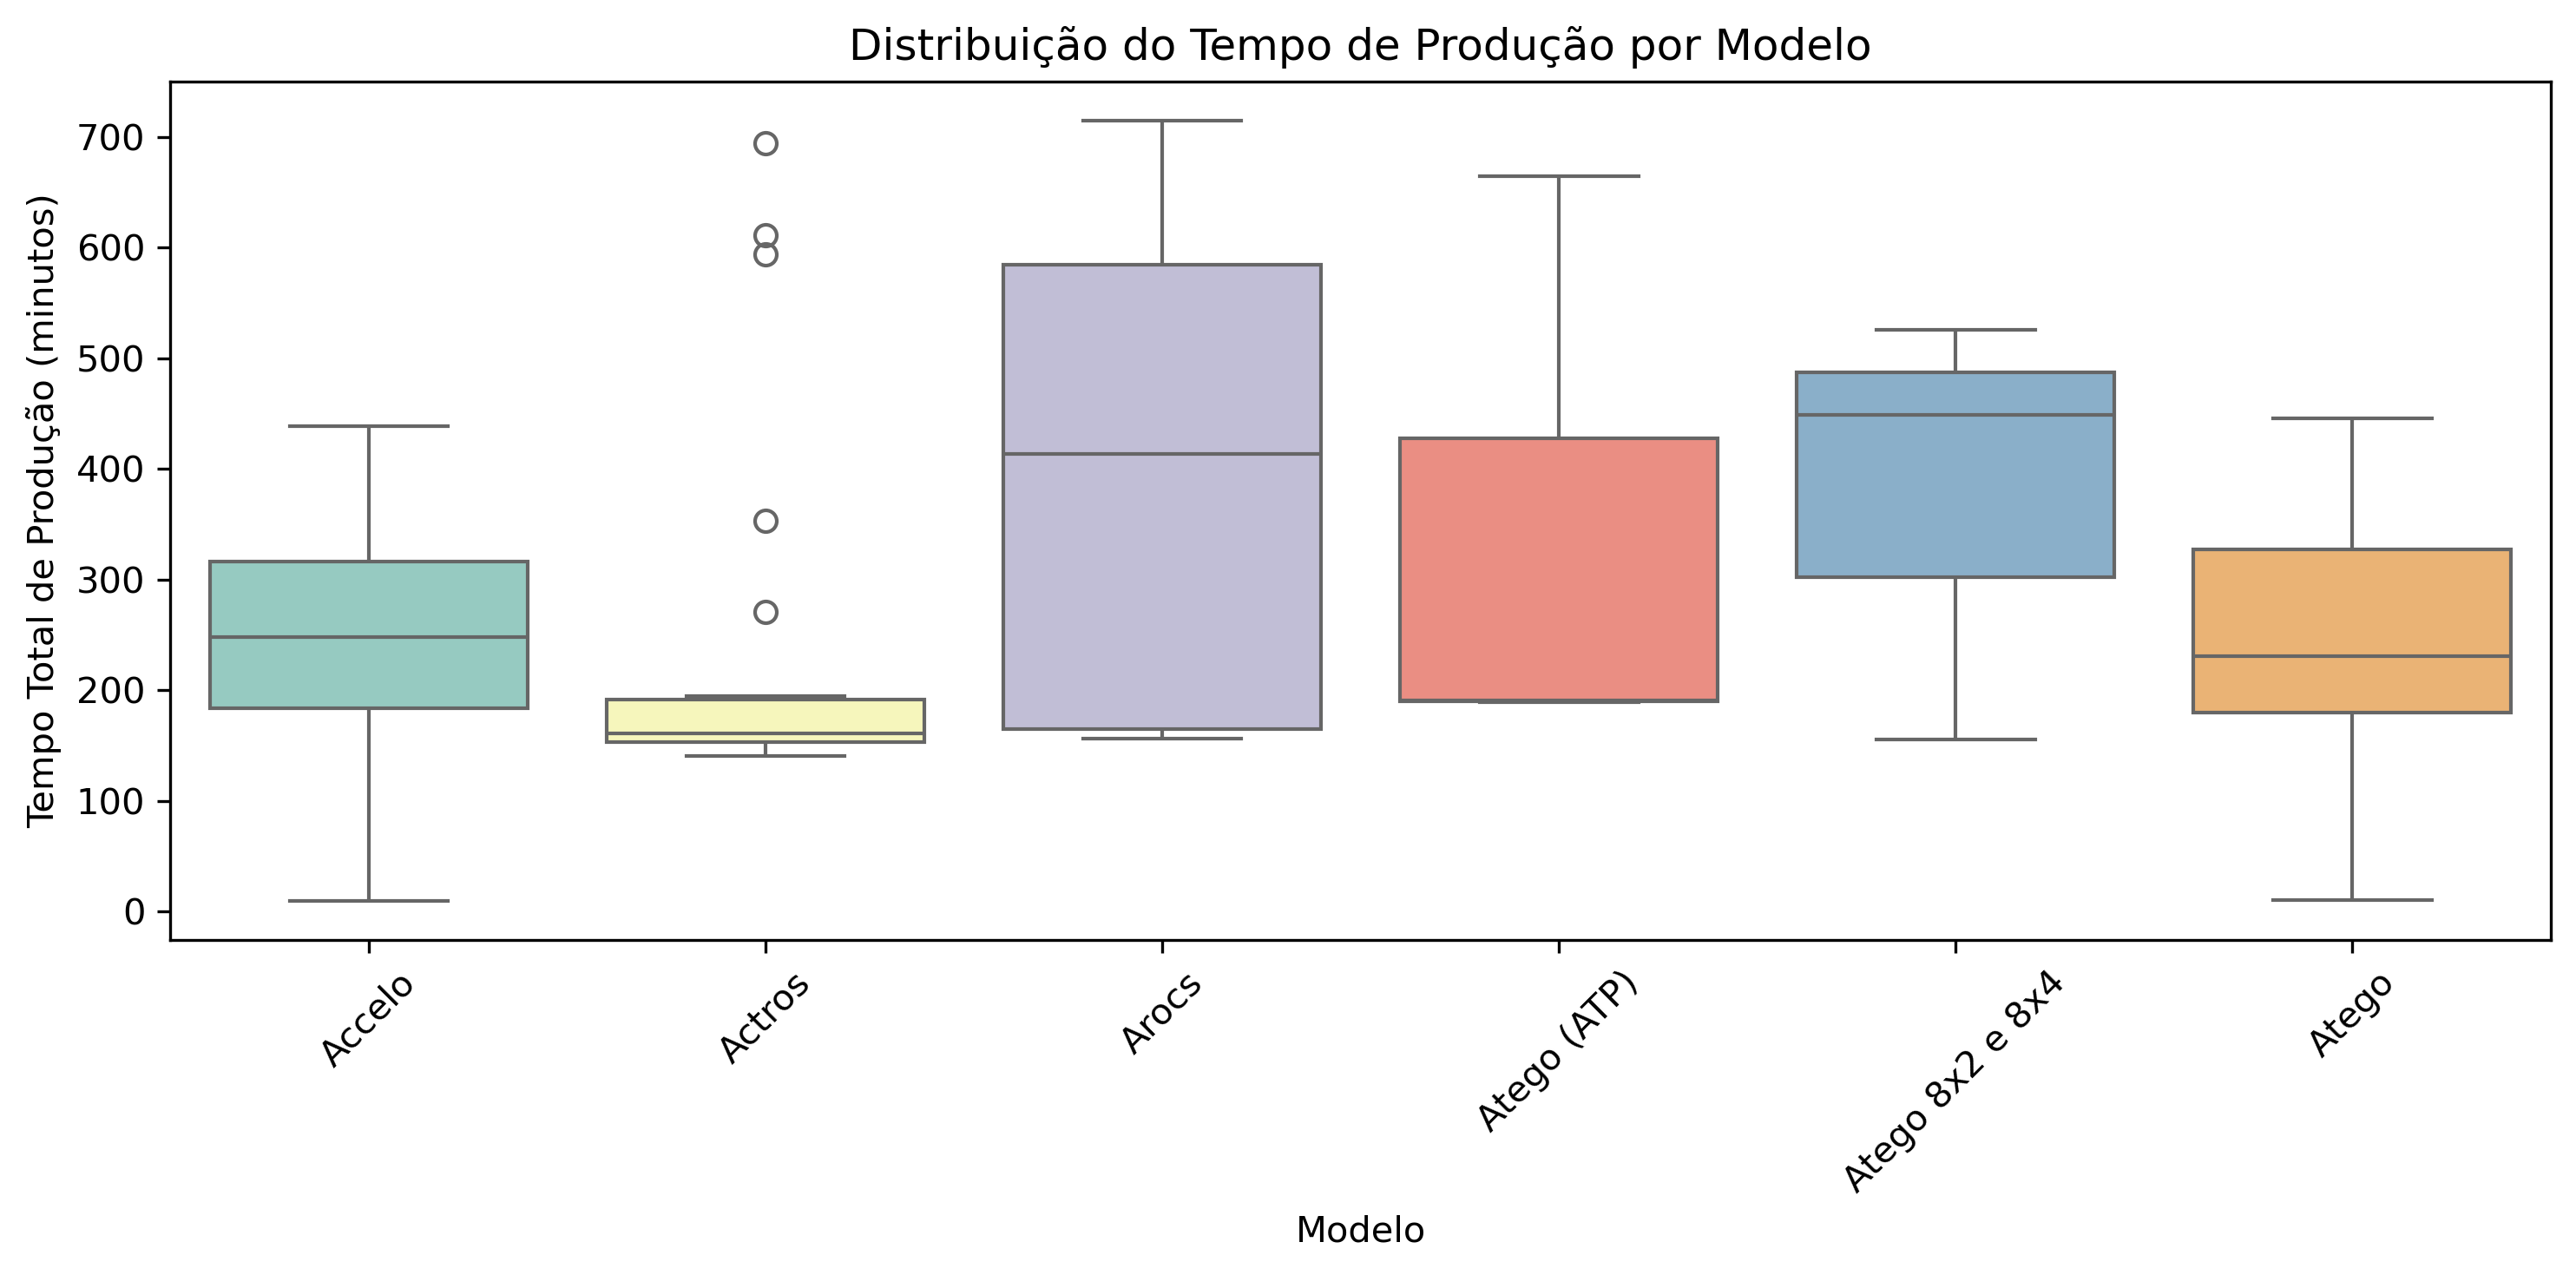 Distribuição do Tempo de Produção por Modelo
Tempo Total de Produção (minutos)
700
600
500
400
300
200
100
0
Accelo
Actros
Arocs
Atego (ATP)
Atego 8x2 e 8x4
Atego
Modelo